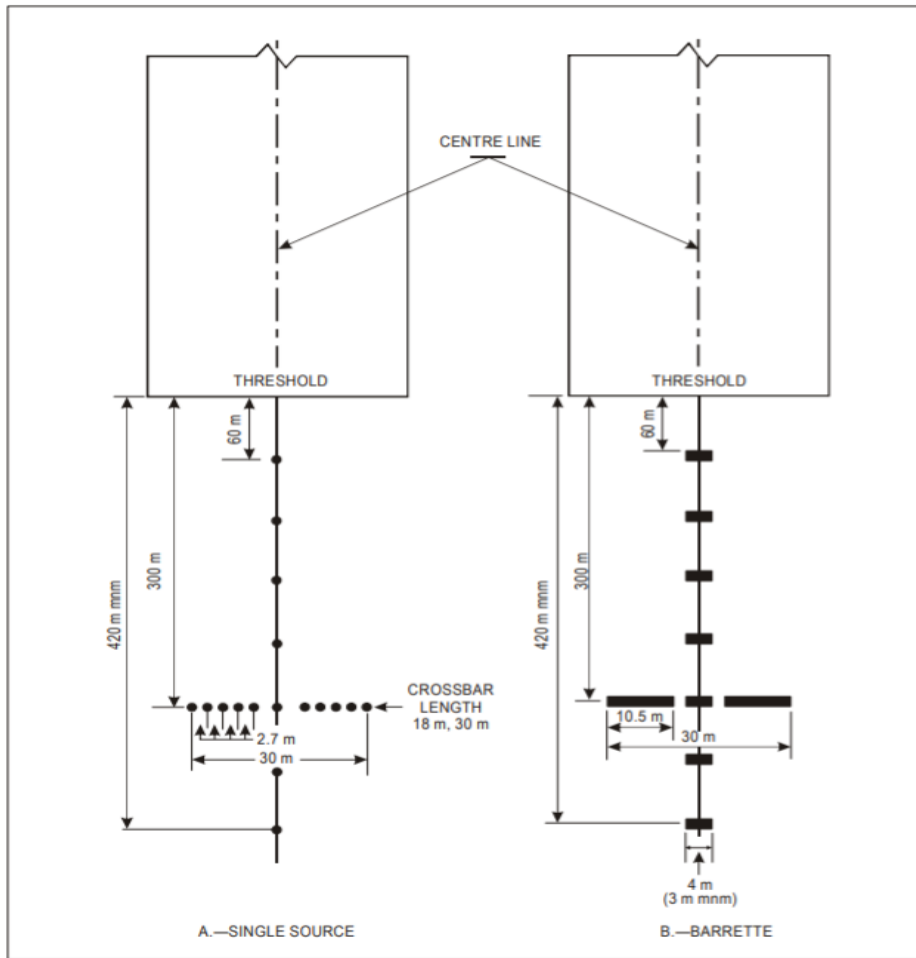 CENTRE LINE
THRESHOLD
THRESHOLD
60 m
60 m
300 m
300 m
420 m mnm
420 m mnm
CROSSBAR
LENGTH
18 m, 30 m
2.7 m
30 m
10.5 m
30 m
4 m
(3 m mnm)
A.—SINGLE SOURCE
B.—BARRETTE